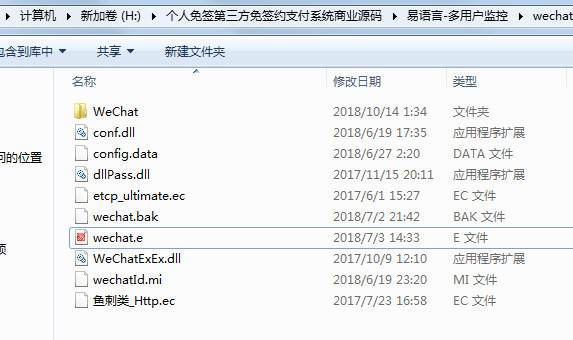 计算机 新加卷 (H:) 个人免签第三方免签约支付系统商业源码 易语言-多用户监控 wechat
包含到库中 共享 新建文件夹
名称 修改日期 类型
WeChat 2018/10/14 1:34 文件夹
conf.dll 2018/6/19 17:35 应用程序扩展
config.data 2018/6/27 2:20 DATA 文件
问的位置
dllPass.dll 2017/11/15 20:11 应用程序扩展
etcp_ultimate.ec 2017/6/1 15:27 EC 文件
wechat.bak 2018/7/2 21:42 BAK 文件
wechat.e 2018/7/3 14:33 E 文件
WeChatExEx.dll 2017/10/9 12:10 应用程序扩展
wechatId.mi 2018/6/19 23:20 MI 文件
鱼刺类_Http.ec 2017/7/23 16:58 EC 文件